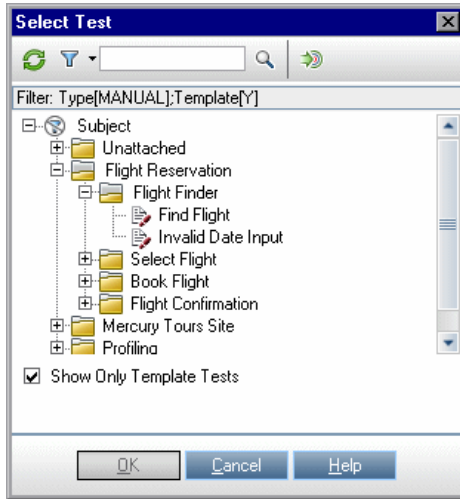 Select Test
Filter: Type[MANUAL];Template[Y]
Subject
Unattached
Flight Reservation
Flight Finder
Find Flight
Invalid Date Input
Select Flight
Book Flight
Flight Confirmation
Mercury Tours Site
Profiling
Show Only Template Tests
OK Cancel Help